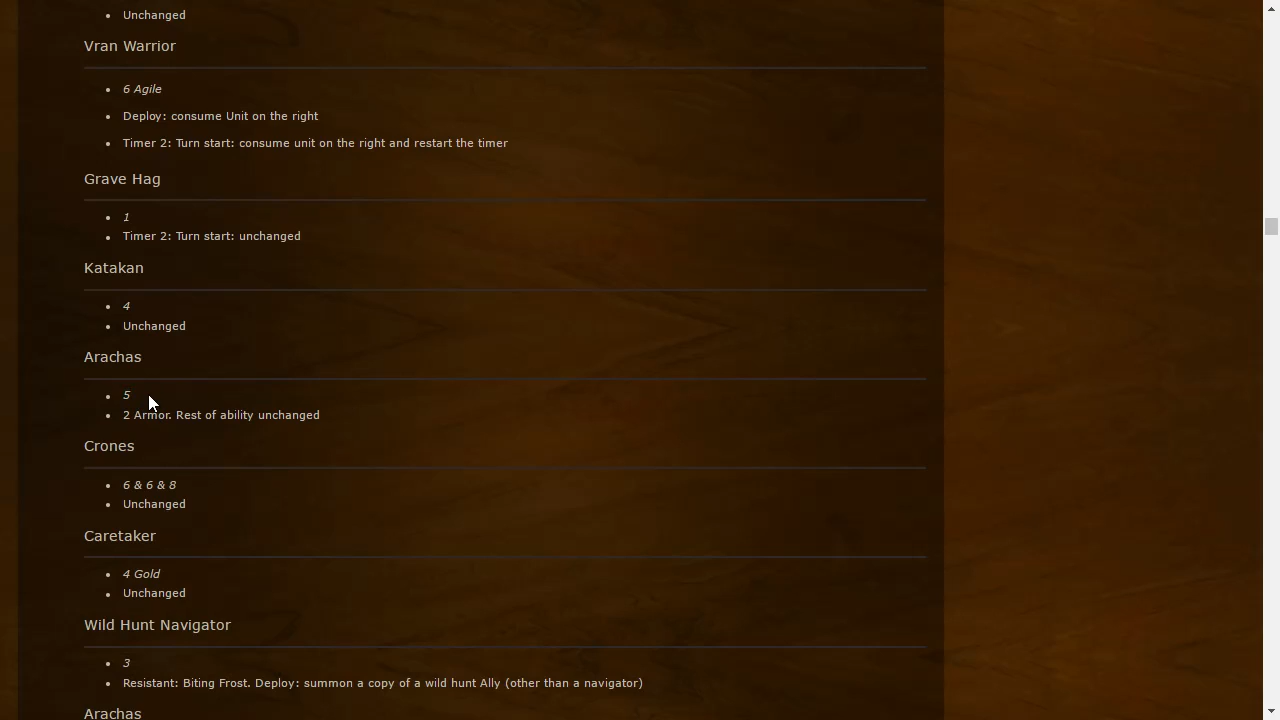 Unchanged
Vran Warrior
6 Agile
Deploy: consume Unit on the right
Timer 2: Turn start: consume unit on the right and restart the timer
Grave Hag
1
Timer 2: Turn start: unchanged
Katakan
4
Unchanged
Arachas
5
2 Armor. Rest of ability unchanged
Crones
6 & 6 & 8
Unchanged
Caretaker
4 Gold
Unchanged
Wild Hunt Navigator
3
Resistant: Biting Frost. Deploy: summon a copy of a wild hunt Ally (other than a navigator)
Arachas